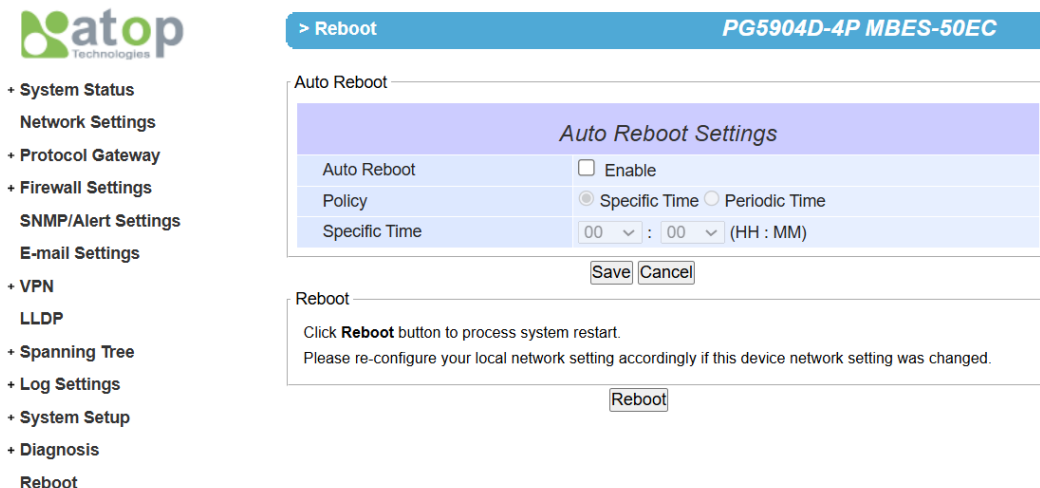 atop
Technologies
+ System Status
Network Settings
+ Protocol Gateway
+ Firewall Settings
SNMP/Alert Settings
E-mail Settings
+ VPN
LLDP
+ Spanning Tree
+ Log Settings
+ System Setup
+ Diagnosis
Reboot
> Reboot PG5904D-4P MBES-50EC
Auto Reboot
Auto Reboot Settings
Auto Reboot Enable
Policy Specific Time Periodic Time
Specific Time 00 : 00 (HH : MM)
Save Cancel
Reboot
Click Reboot button to process system restart.
Please re-configure your local network setting accordingly if this device network setting was changed.
Reboot